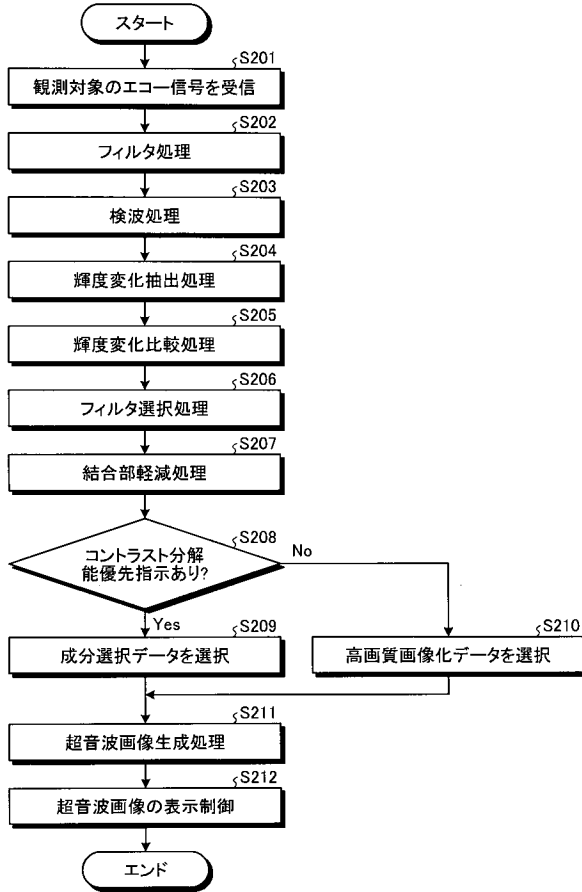 スタート
S201
観測対象のエコー信号を受信
S202
フィルタ処理
S203
検波処理
S204
輝度変化抽出処理
S205
輝度変化比較処理
S206
フィルタ選択処理
S207
結合部軽減処理
S208
コントラスト分解
能優先指示あり?
No
Yes
S209
成分選択データを選択
S210
高画質画像化データを選択
S211
超音波画像生成処理
S212
超音波画像の表示制御
エンド